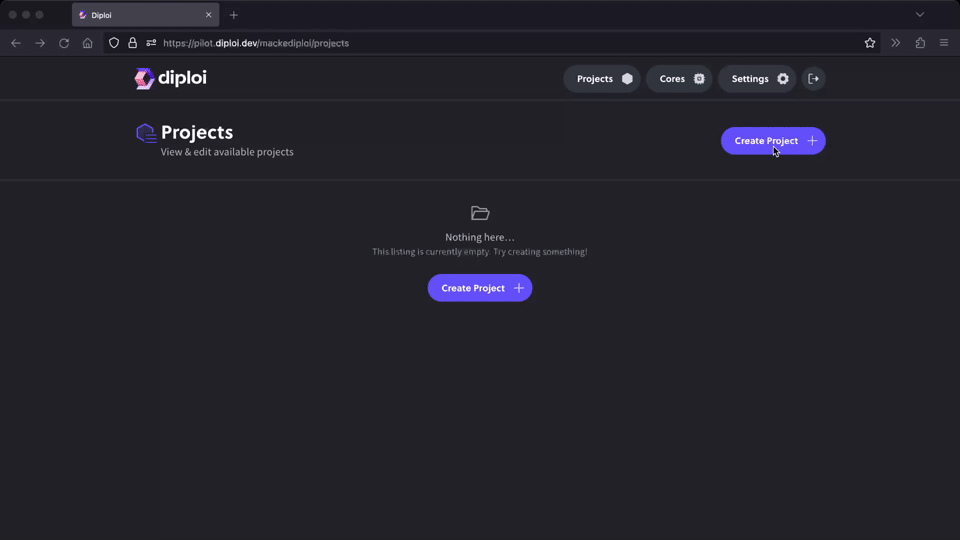 Diploi
https://pilot.diploi.dev/mackediploi/projects
diploi
Projects
Cores
Settings
Projects
View & edit available projects
Create Project
Nothing here...
This listing is currently empty. Try creating something!
Create Project